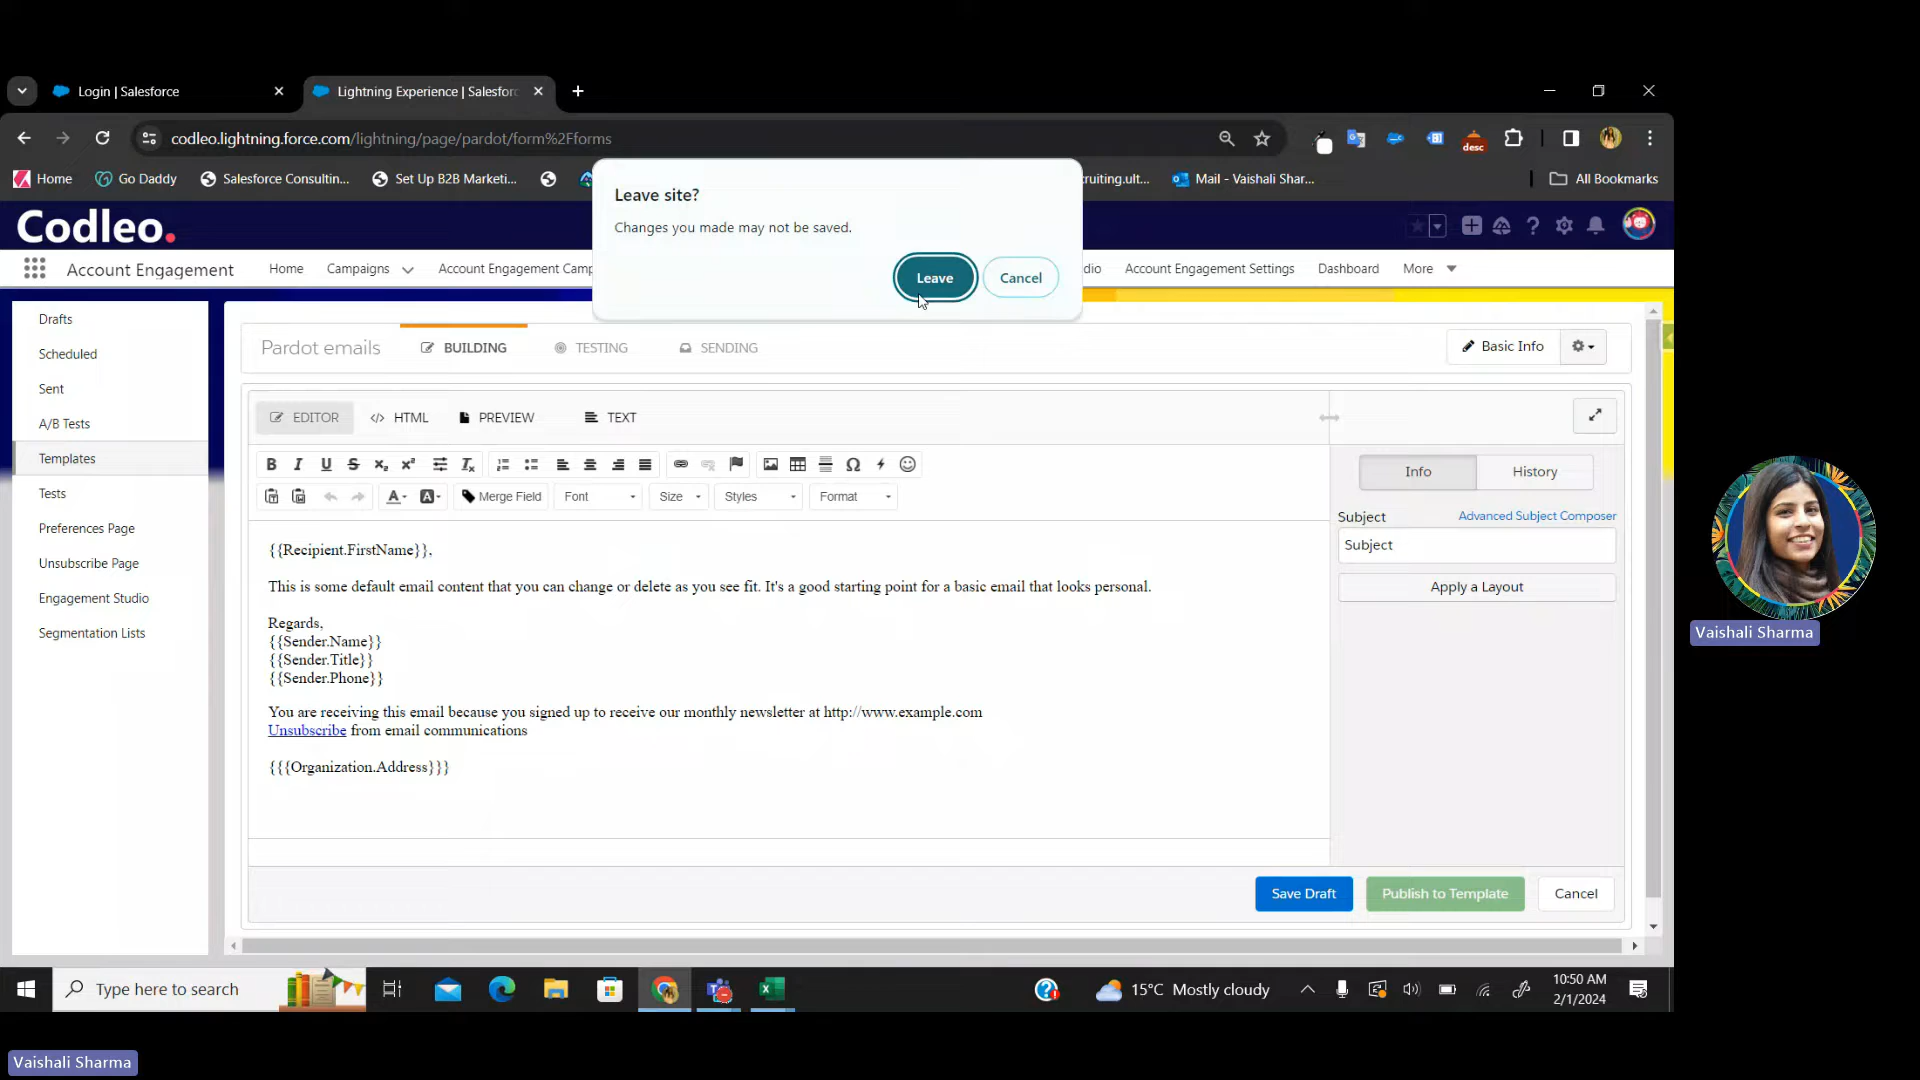 Login | Salesforce
Lightning Experience | Salesforc
codleo.lightning.force.com/lightning/page/pardot/form%2Fforms
desc
Home
Go Daddy
Salesforce Consultin...
Set Up B2B Marketi...
cruiting.ult...
Mail - Vaishali Shar...
All Bookmarks
Leave site?
Changes you made may not be saved.
Leave
Cancel
Codleo.
Account Engagement
Home
Campaigns
Account Engagement Camp
dio
Account Engagement Settings
Dashboard
More
Drafts
Scheduled
Sent
A/B Tests
Templates
Tests
Preferences Page
Unsubscribe Page
Engagement Studio
Segmentation Lists
Pardot emails
BUILDING
TESTING
SENDING
Basic Info
EDITOR
HTML
PREVIEW
TEXT
Merge Field
Font
Size
Styles
Format
{{Recipient.FirstName}},
This is some default email content that you can change or delete as you see fit. It's a good starting point for a basic email that looks personal.
Regards,
{{Sender.Name}}
{{Sender.Title}}
{{Sender.Phone}}
You are receiving this email because you signed up to receive our monthly newsletter at http://www.example.com
Unsubscribe from email communications
{{{Organization.Address}}}
Info
History
Subject
Advanced Subject Composer
Subject
Apply a Layout
Save Draft
Publish to Template
Cancel
Vaishali Sharma
Type here to search
15°C Mostly cloudy
10:50 AM
2/1/2024
Vaishali Sharma